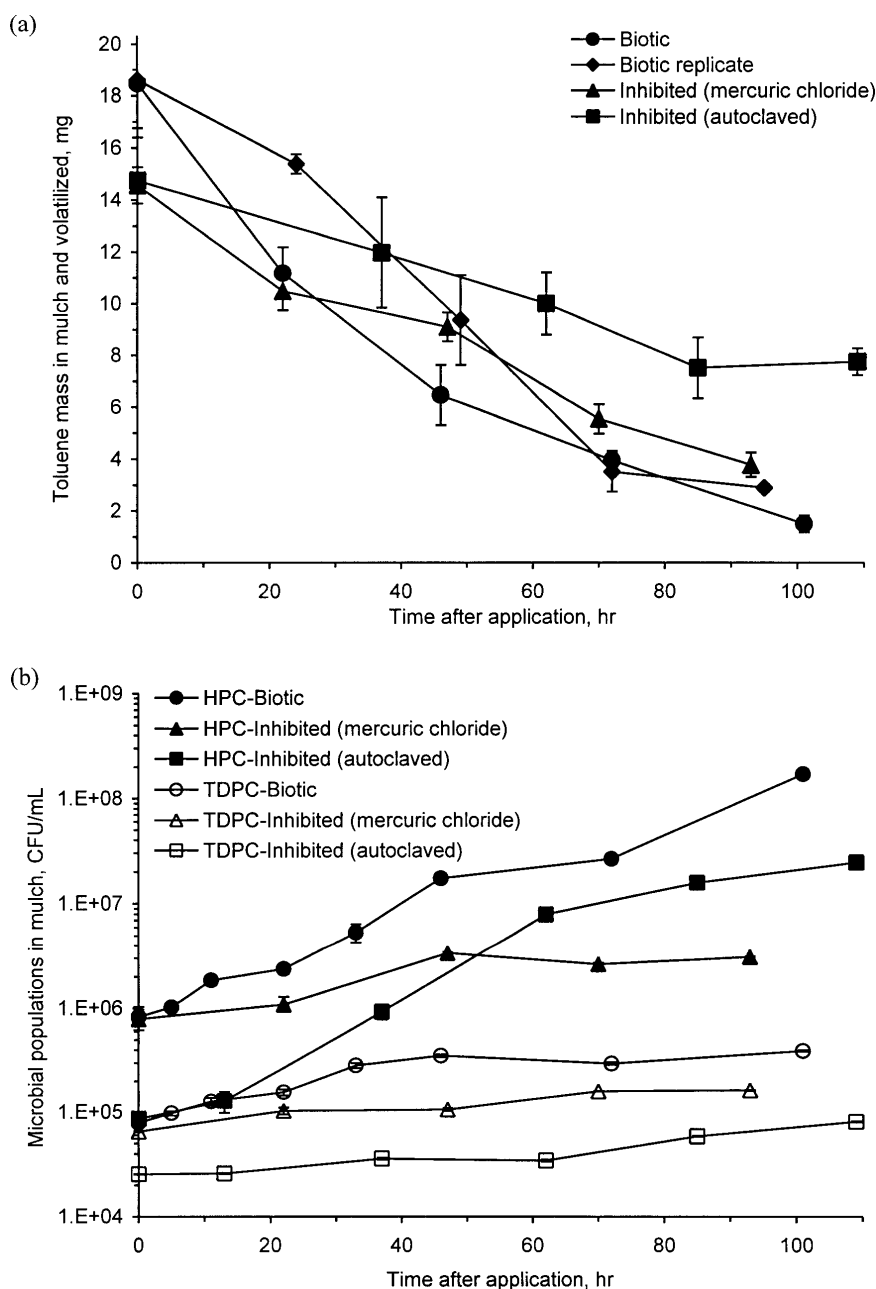 (a)
Biotic
Biotic replicate
Inhibited (mercuric chloride)
Inhibited (autoclaved)
Toluene mass in mulch and volatilized, mg
20
18
16
14
12
10
8
6
4
2
0
0 20 40 60 80 100
Time after application, hr
(b)
HPC-Biotic
HPC-Inhibited (mercuric chloride)
HPC-Inhibited (autoclaved)
TDPC-Biotic
TDPC-Inhibited (mercuric chloride)
TDPC-Inhibited (autoclaved)
Microbial populations in mulch, CFU/mL
1.E+09
1.E+08
1.E+07
1.E+06
1.E+05
1.E+04
0 20 40 60 80 100
Time after application, hr